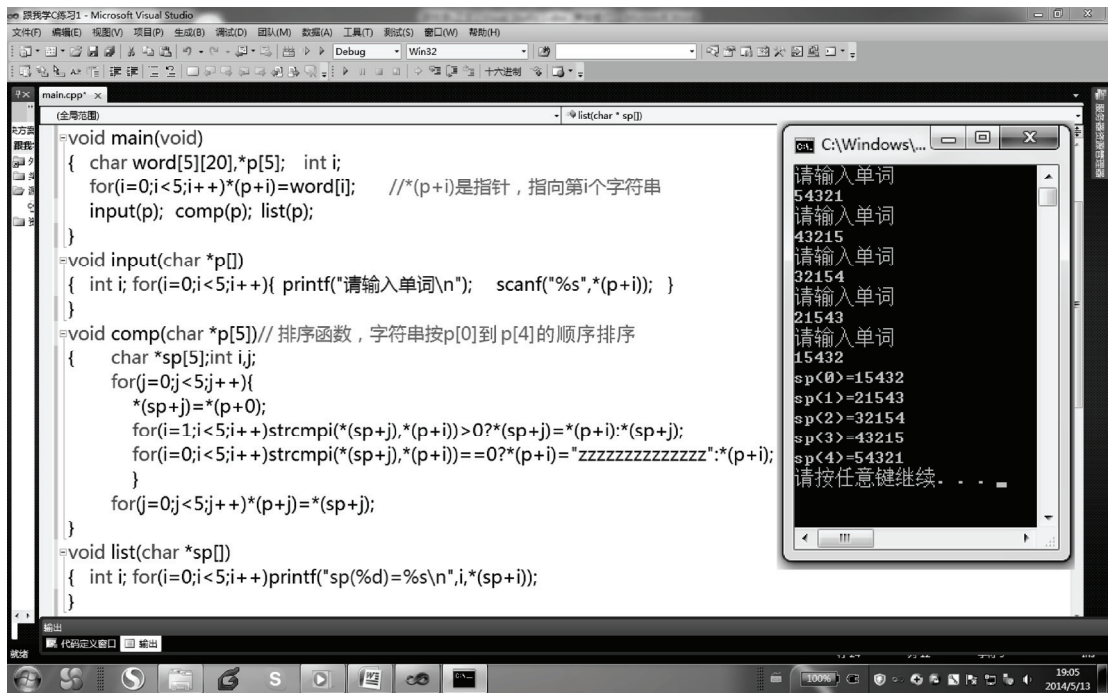 跟我学C练习1 - Microsoft Visual Studio
文件(F) 编辑(E) 视图(V) 项目(P) 生成(B) 调试(D) 团队(M) 数据(A) 工具(T) 测试(S) 窗口(W) 帮助(H)
Debug Win32
十六进制
main.cpp*
(全局范围) list(char * sp[])
void main(void)
{ char word[5][20],*p[5]; int i;
for(i=0;i<5;i++)*(p+i)=word[i]; //*(p+i)是指针，指向第i个字符串
input(p); comp(p); list(p);
}
void input(char *p[])
{ int i; for(i=0;i<5;i++){ printf("请输入单词\n"); scanf("%s",*(p+i)); }
}
void comp(char *p[5])// 排序函数，字符串按p[0]到p[4]的顺序排序
{ char *sp[5];int i,j;
for(j=0;j<5;j++){
*(sp+j)=*(p+0);
for(i=1;i<5;i++)strcmpi(*(sp+j),*(p+i))>0?*(sp+j)=*(p+i):*(sp+j);
for(i=0;i<5;i++)strcmpi(*(sp+j),*(p+i))==0?*(p+i)="zzzzzzzzzzzzzz":*(p+i);
}
for(j=0;j<5;j++)*(p+j)=*(sp+j);
}
void list(char *sp[])
{ int i; for(i=0;i<5;i++)printf("sp(%d)=%s\n",i,*(sp+i));
}
C:\Windows\...
请输入单词
54321
请输入单词
43215
请输入单词
32154
请输入单词
21543
请输入单词
15432
sp(0)=15432
sp(1)=21543
sp(2)=32154
sp(3)=43215
sp(4)=54321
请按任意键继续. . .
输出
代码定义窗口 输出
就绪
100%
19:05
2014/5/13